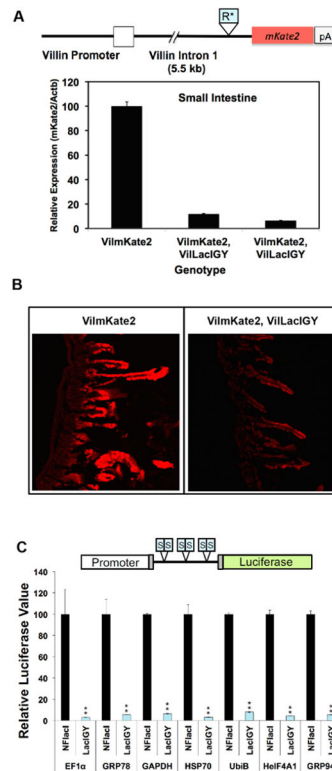 A
R*
mKate2
pA
Villin Promoter
Villin Intron 1
(5.5 kb)
Relative Expression (mKate2/Actb)
120
100
80
60
40
20
0
Small Intestine
VilmKate2
VilmKate2,
VilLacIGY
VilmKate2,
VilLacIGY
Genotype
B
VilmKate2
VilmKate2, VilLacIGY
C
SS SS SS
Promoter
Luciferase
Relative Luciferase Value
140
120
100
80
60
40
20
0
** ** ** ** ** ** **
NFlacI LacIGY NFlacI LacIGY NFlacI LacIGY NFlacI LacIGY NFlacI LacIGY NFlacI LacIGY NFlacI LacIGY
EF1α GRP78 GAPDH HSP70 UbiB HeIF4A1 GRP94